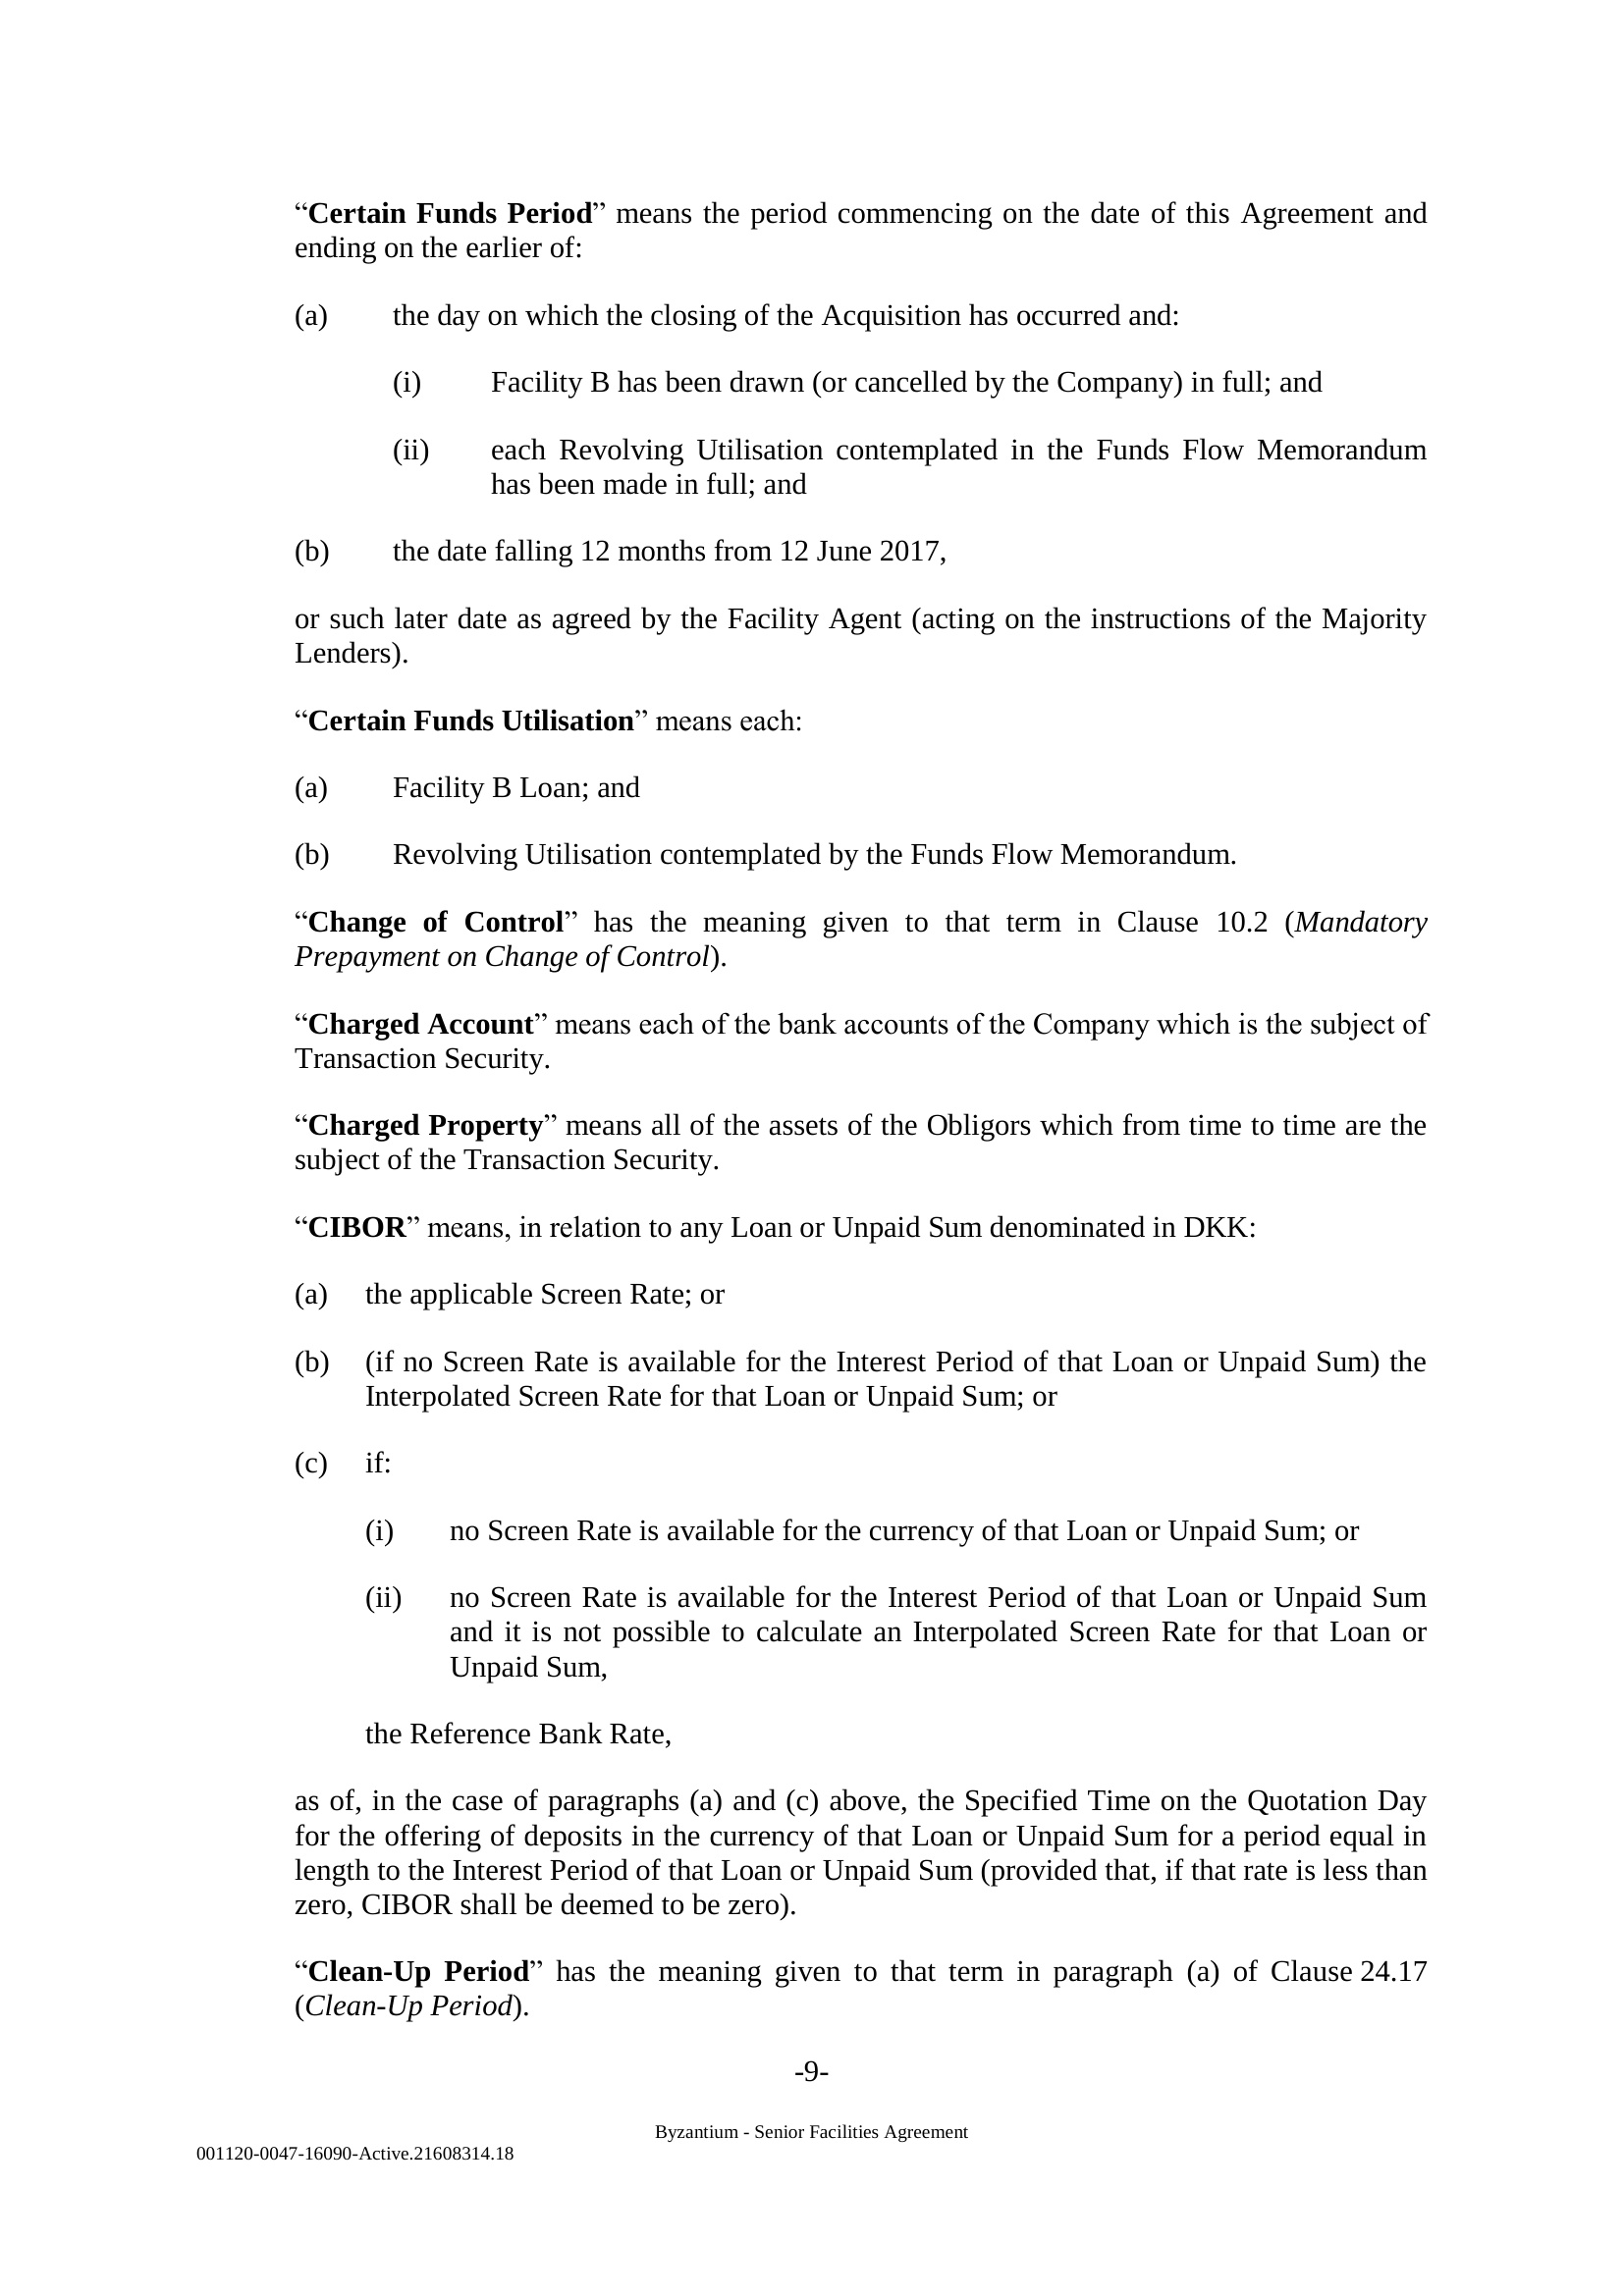 “Certain Funds Period” means the period commencing on the date of this Agreement and
ending on the earlier of:
(a) the day on which the closing of the Acquisition has occurred and:
(i) Facility B has been drawn (or cancelled by the Company) in full; and
(ii) each Revolving Utilisation contemplated in the Funds Flow Memorandum
has been made in full; and
(b) the date falling 12 months from 12 June 2017,
or such later date as agreed by the Facility Agent (acting on the instructions of the Majority
Lenders).
“Certain Funds Utilisation” means each:
(a) Facility B Loan; and
(b) Revolving Utilisation contemplated by the Funds Flow Memorandum.
“Change of Control” has the meaning given to that term in Clause 10.2 (Mandatory
Prepayment on Change of Control).
“Charged Account” means each of the bank accounts of the Company which is the subject of
Transaction Security.
“Charged Property” means all of the assets of the Obligors which from time to time are the
subject of the Transaction Security.
“CIBOR” means, in relation to any Loan or Unpaid Sum denominated in DKK:
(a) the applicable Screen Rate; or
(b) (if no Screen Rate is available for the Interest Period of that Loan or Unpaid Sum) the
Interpolated Screen Rate for that Loan or Unpaid Sum; or
(c) if:
(i) no Screen Rate is available for the currency of that Loan or Unpaid Sum; or
(ii) no Screen Rate is available for the Interest Period of that Loan or Unpaid Sum
and it is not possible to calculate an Interpolated Screen Rate for that Loan or
Unpaid Sum,
the Reference Bank Rate,
as of, in the case of paragraphs (a) and (c) above, the Specified Time on the Quotation Day
for the offering of deposits in the currency of that Loan or Unpaid Sum for a period equal in
length to the Interest Period of that Loan or Unpaid Sum (provided that, if that rate is less than
zero, CIBOR shall be deemed to be zero).
“Clean-Up Period” has the meaning given to that term in paragraph (a) of Clause 24.17
(Clean-Up Period).
-9-
Byzantium - Senior Facilities Agreement
001120-0047-16090-Active.21608314.18